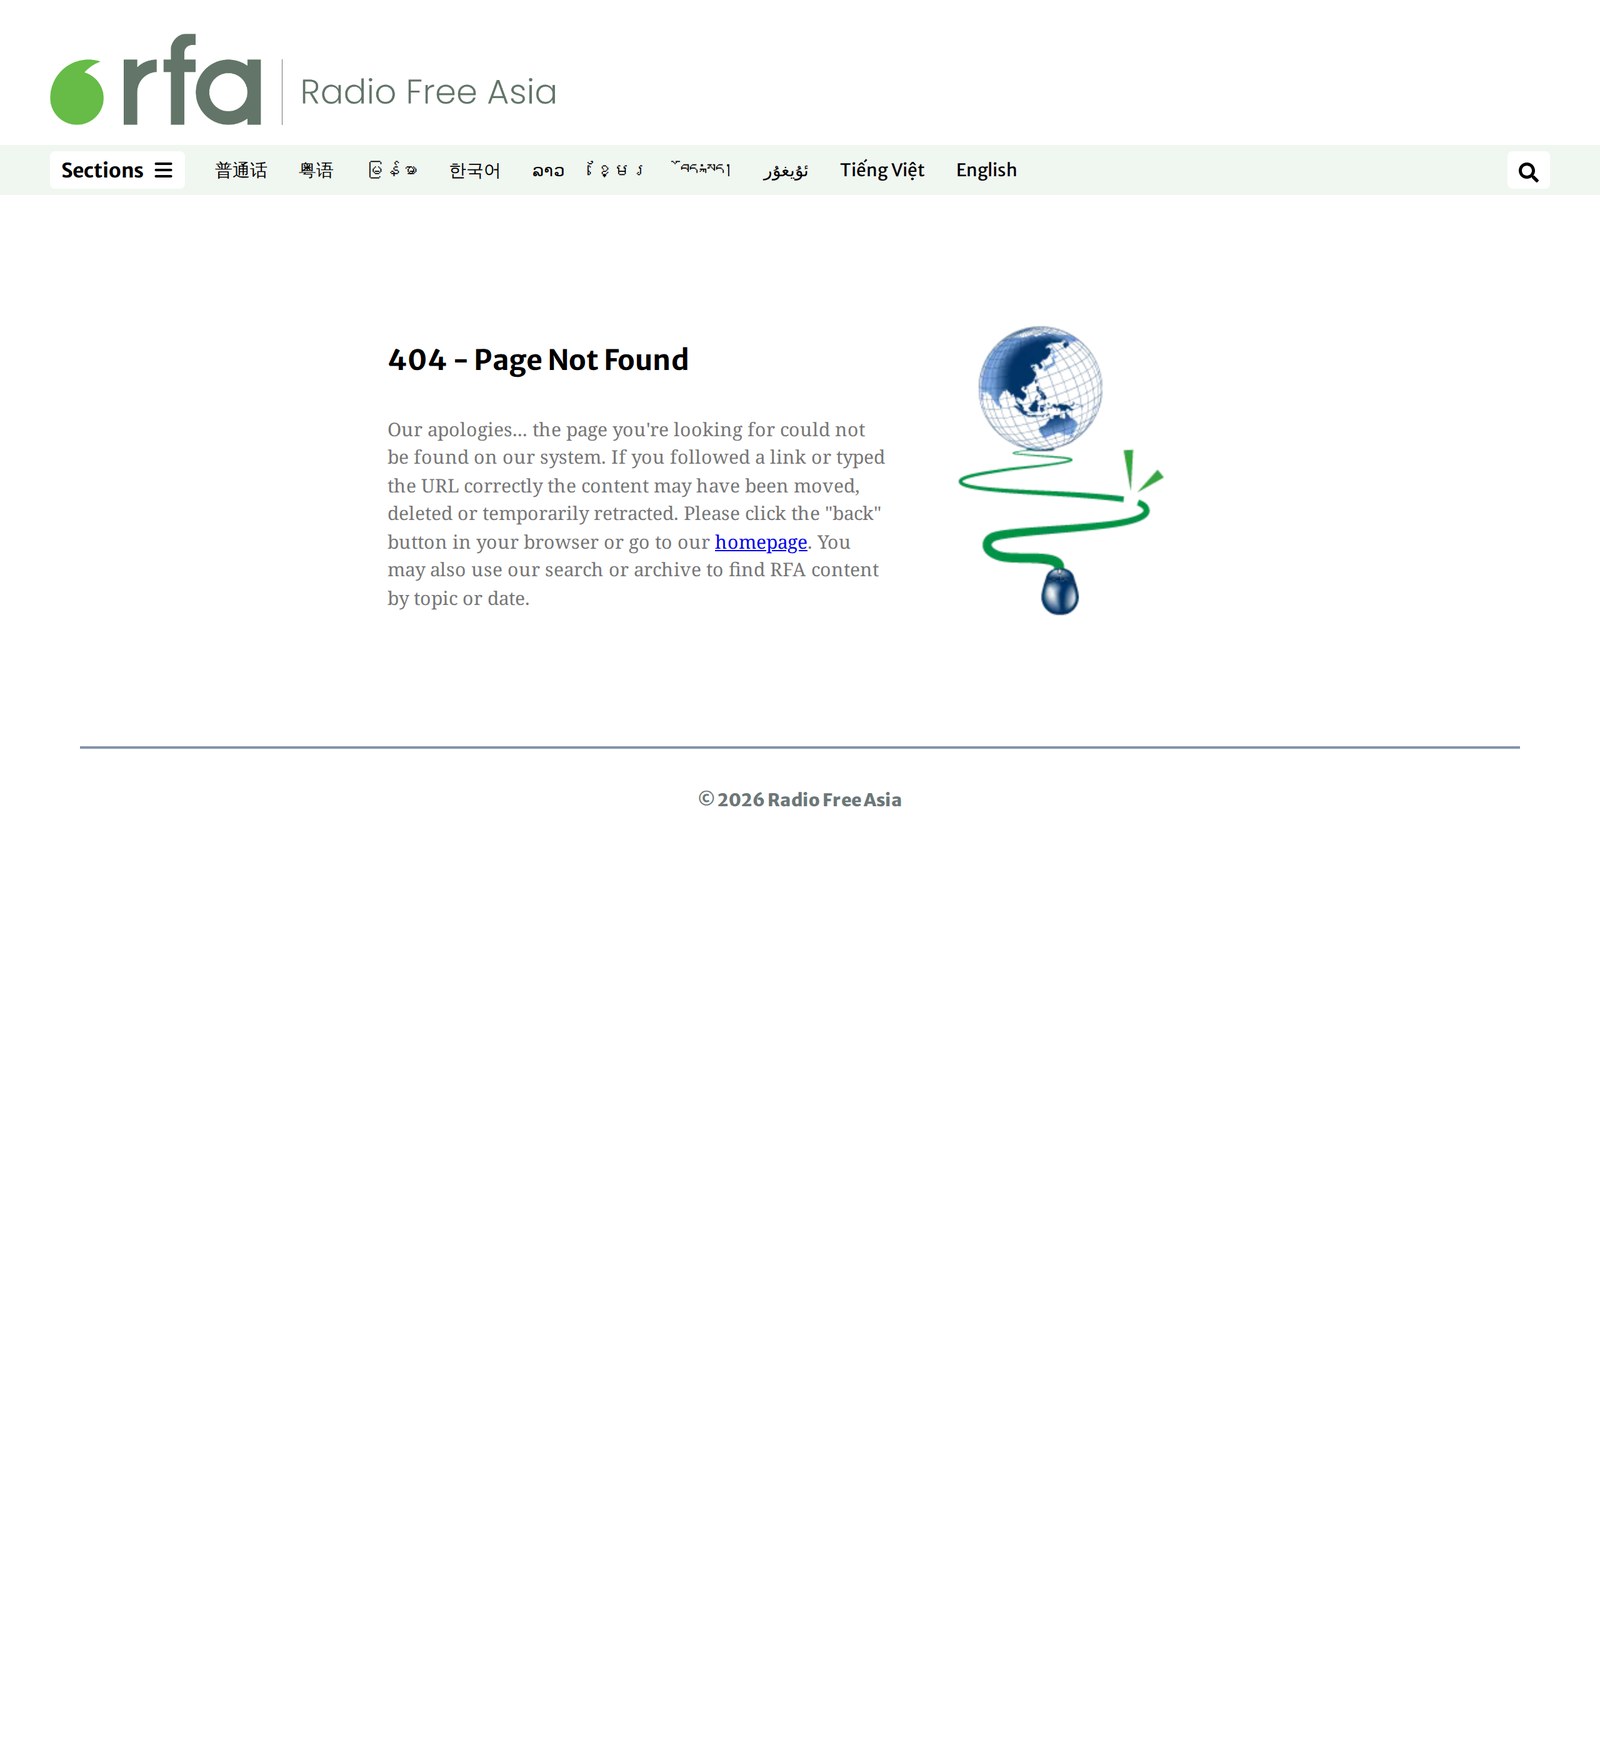 rfa Radio Free Asia
Sections 普通话 粤语 မြန်မာ 한국어 ລາວ ខ្មែរ བོད་སྐད། ئۇيغۇر Tiếng Việt English
404 - Page Not Found
Our apologies... the page you're looking for could not
be found on our system. If you followed a link or typed
the URL correctly the content may have been moved,
deleted or temporarily retracted. Please click the "back"
button in your browser or go to our homepage. You
may also use our search or archive to find RFA content
by topic or date.
© 2026 Radio Free Asia